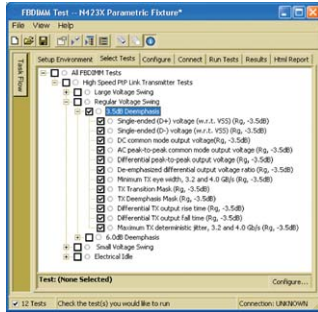 FBDIMM Test -- N423X Parametric Fixture*
File View Help
Task Flow
Setup Environment Select Tests Configure Connect Run Tests Results Html Report
All FBDIMM Tests
High Speed PtP Link Transmitter Tests
Large Voltage Swing
Regular Voltage Swing
3.5dB Deemphasis
Single-ended (D+) voltage (w.r.t. VSS) (Rg, -3.5dB)
Single-ended (D-) voltage (w.r.t. VSS) (Rg, -3.5dB)
DC common mode output voltage(Rg, -3.5dB)
AC peak-to-peak common mode output voltage (Rg, -3.5dB)
Differential peak-to-peak output voltage (Rg, -3.5dB)
De-emphasized differential output voltage ratio (Rg, -3.5dB)
Minimum TX eye width, 3.2 and 4.0 Gb/s (Rg, -3.5dB)
TX Transition Mask (Rg, -3.5dB)
TX Deemphasis Mask (Rg, -3.5dB)
Differential TX output rise time (Rg, -3.5dB)
Differential TX output fall time (Rg, -3.5dB)
Maximum TX deterministic jitter, 3.2 and 4.0 Gb/s (Rg, -3.5dB)
6.0dB Deemphasis
Small Voltage Swing
Electrical Idle
Test: (None Selected)
Configure...
12 Tests Check the test(s) you would like to run Connection: UNKNOWN